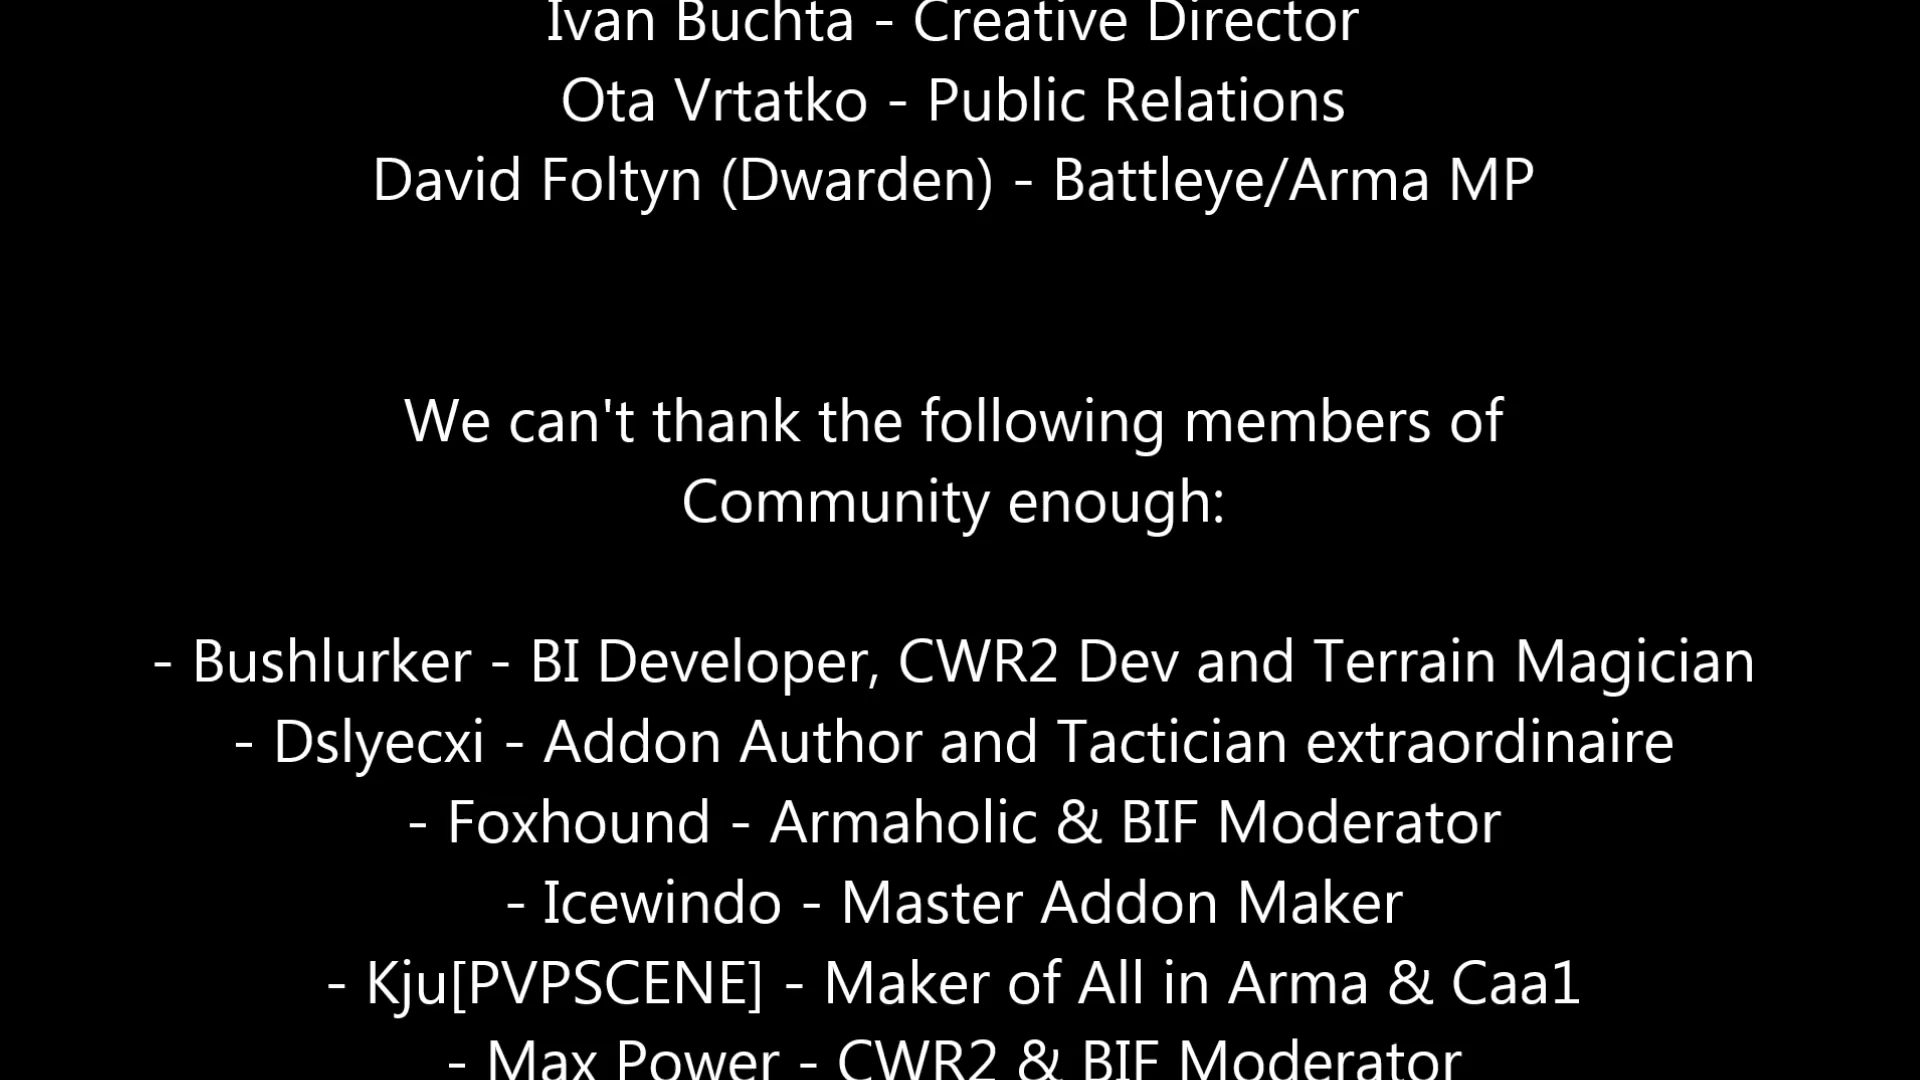 Ivan Buchta - Creative Director
Ota Vrtatko - Public Relations
David Foltyn (Dwarden) - Battleye/Arma MP
We can't thank the following members of
Community enough:
- Bushlurker - BI Developer, CWR2 Dev and Terrain Magician
- Dslyecxi - Addon Author and Tactician extraordinaire
- Foxhound - Armaholic & BIF Moderator
- Icewindo - Master Addon Maker
- Kju[PVPSCENE] - Maker of All in Arma & Caa1
- Max Power - CWR2 & BIF Moderator